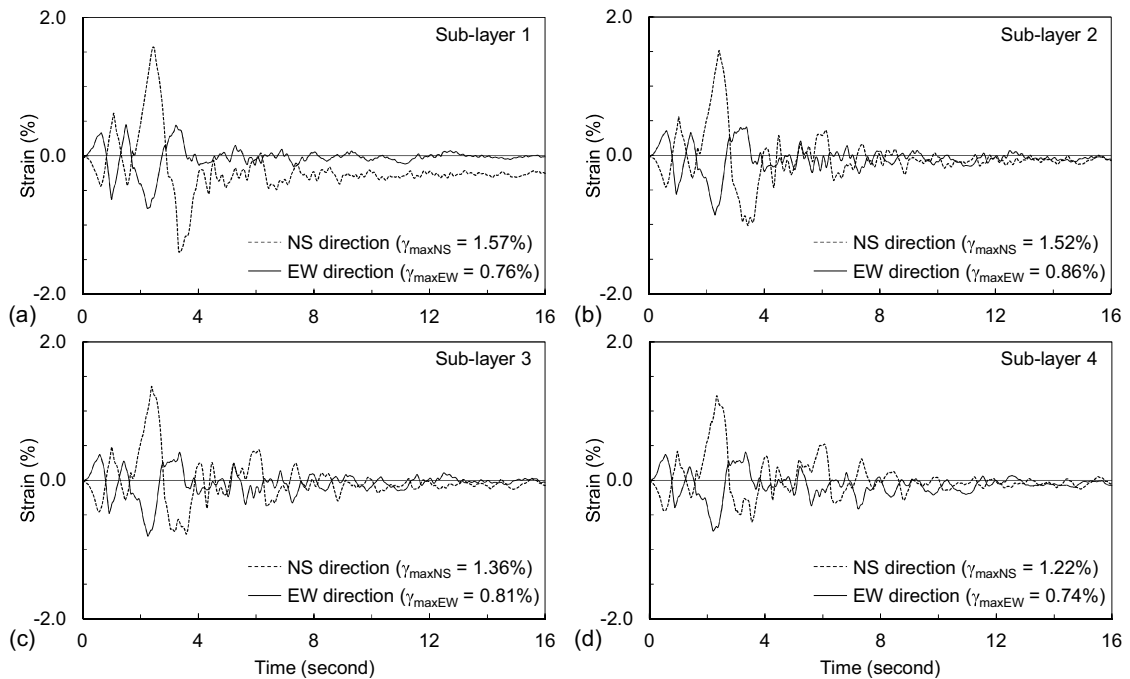 2.0
Sub-layer 1
Strain (%)
0.0
NS direction (γmaxNS = 1.57%)
EW direction (γmaxEW = 0.76%)
-2.0
(a)
0 4 8 12 16
2.0
Sub-layer 2
Strain (%)
0.0
NS direction (γmaxNS = 1.52%)
EW direction (γmaxEW = 0.86%)
-2.0
(b)
0 4 8 12 16
2.0
Sub-layer 3
Strain (%)
0.0
NS direction (γmaxNS = 1.36%)
EW direction (γmaxEW = 0.81%)
-2.0
(c)
0 4 8 12 16
Time (second)
2.0
Sub-layer 4
Strain (%)
0.0
NS direction (γmaxNS = 1.22%)
EW direction (γmaxEW = 0.74%)
-2.0
(d)
0 4 8 12 16
Time (second)